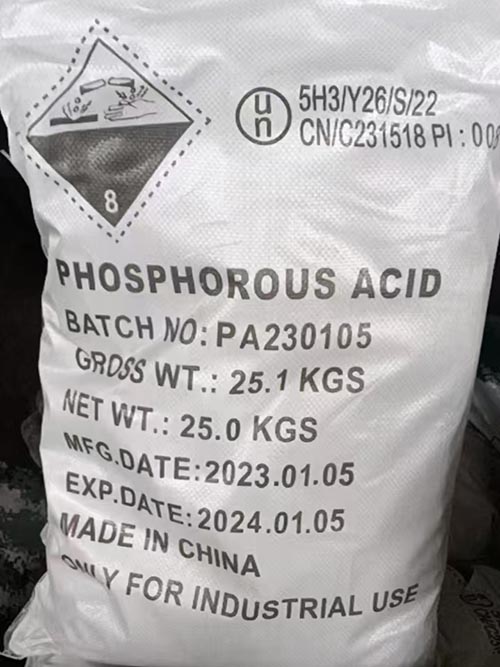 8
un
5H3/Y26/S/22
CN/C231518 PI : 00
PHOSPHOROUS ACID
BATCH NO: PA230105
GROSS WT.: 25.1 KGS
NET WT.: 25.0 KGS
MFG.DATE:2023.01.05
EXP.DATE:2024.01.05
MADE IN CHINA
ONLY FOR INDUSTRIAL USE